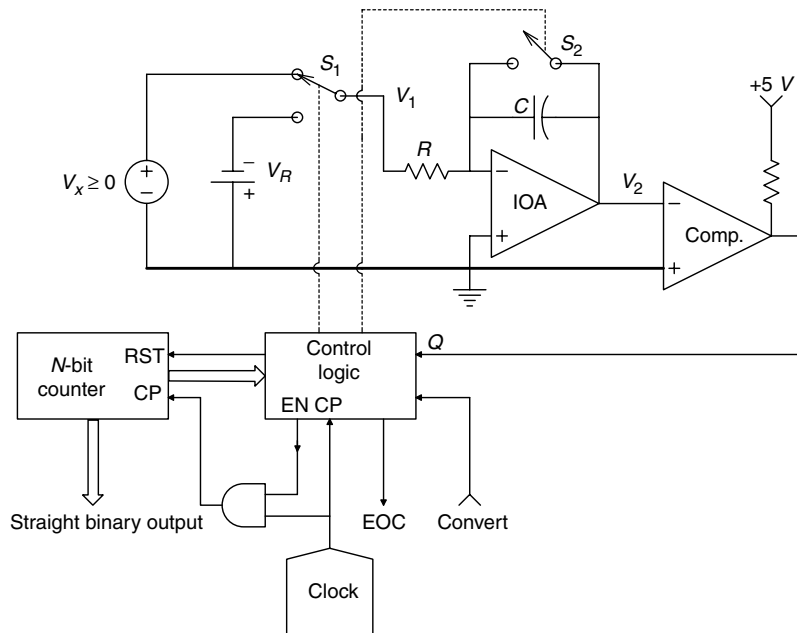 S1
S2
V1
C
+5 V
R
Vx ≥ 0
+
−
−
VR
+
−
IOA
+
V2
−
Comp.
+
N-bit
counter
RST
CP
Control
logic
EN CP
Q
Straight binary output
EOC
Convert
Clock